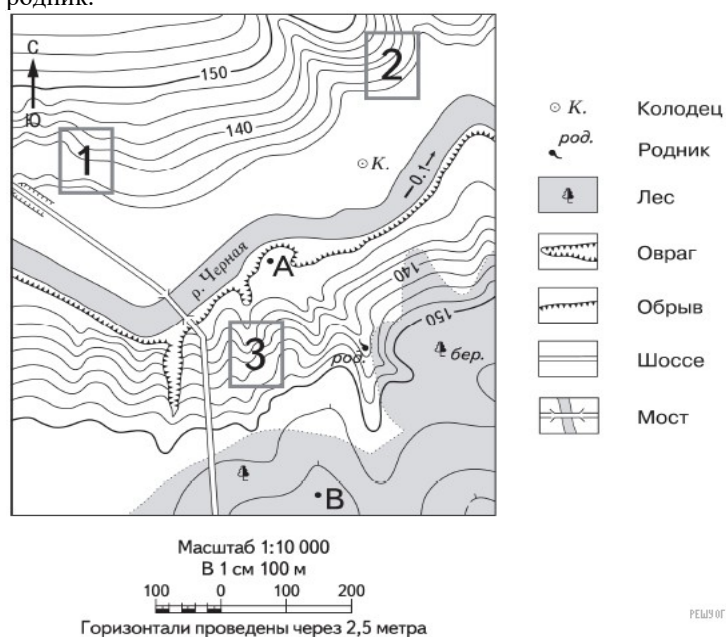 родник.
С
Ю
150
2
140
1
К.
0.1
р. Черная
А
140
150
3
род.
бер.
В
К. Колодец
род. Родник
Лес
Овраг
Обрыв
Шоссе
Мост
Масштаб 1:10 000
В 1 см 100 м
100 0 100 200
Горизонтали проведены через 2,5 метра